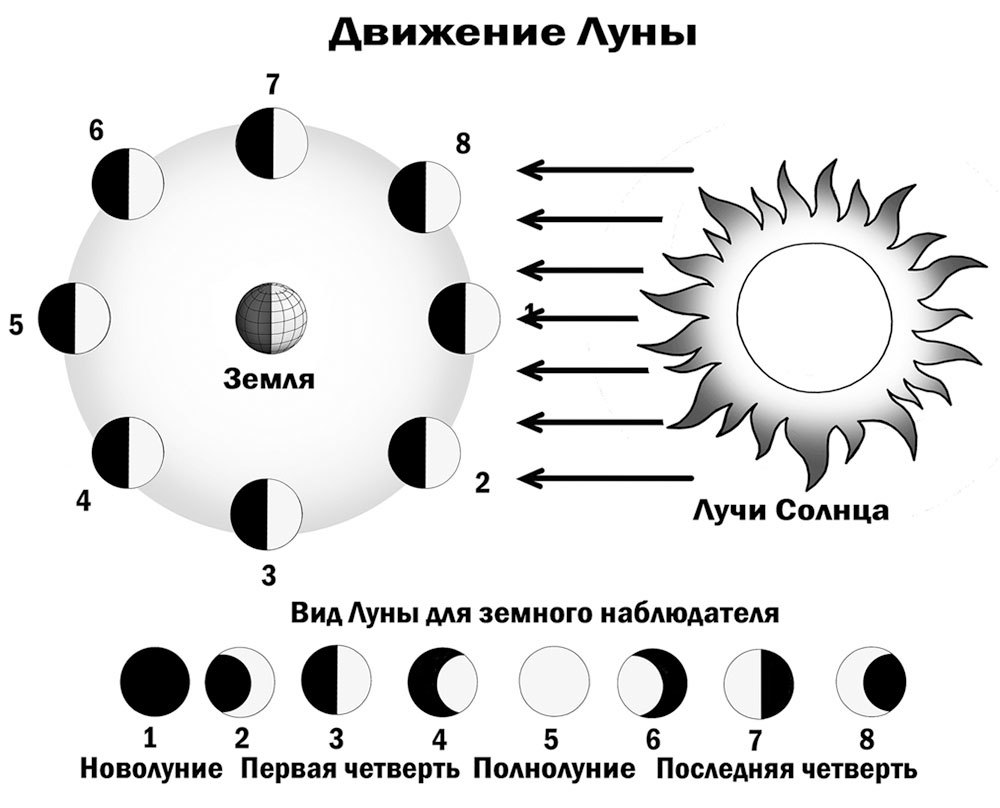 Движение Луны
7
6
8
5
1
Земля
4
2
3
Лучи Солнца
Вид Луны для земного наблюдателя
1 2 3 4 5 6 7 8
Новолуние Первая четверть Полнолуние Последняя четверть